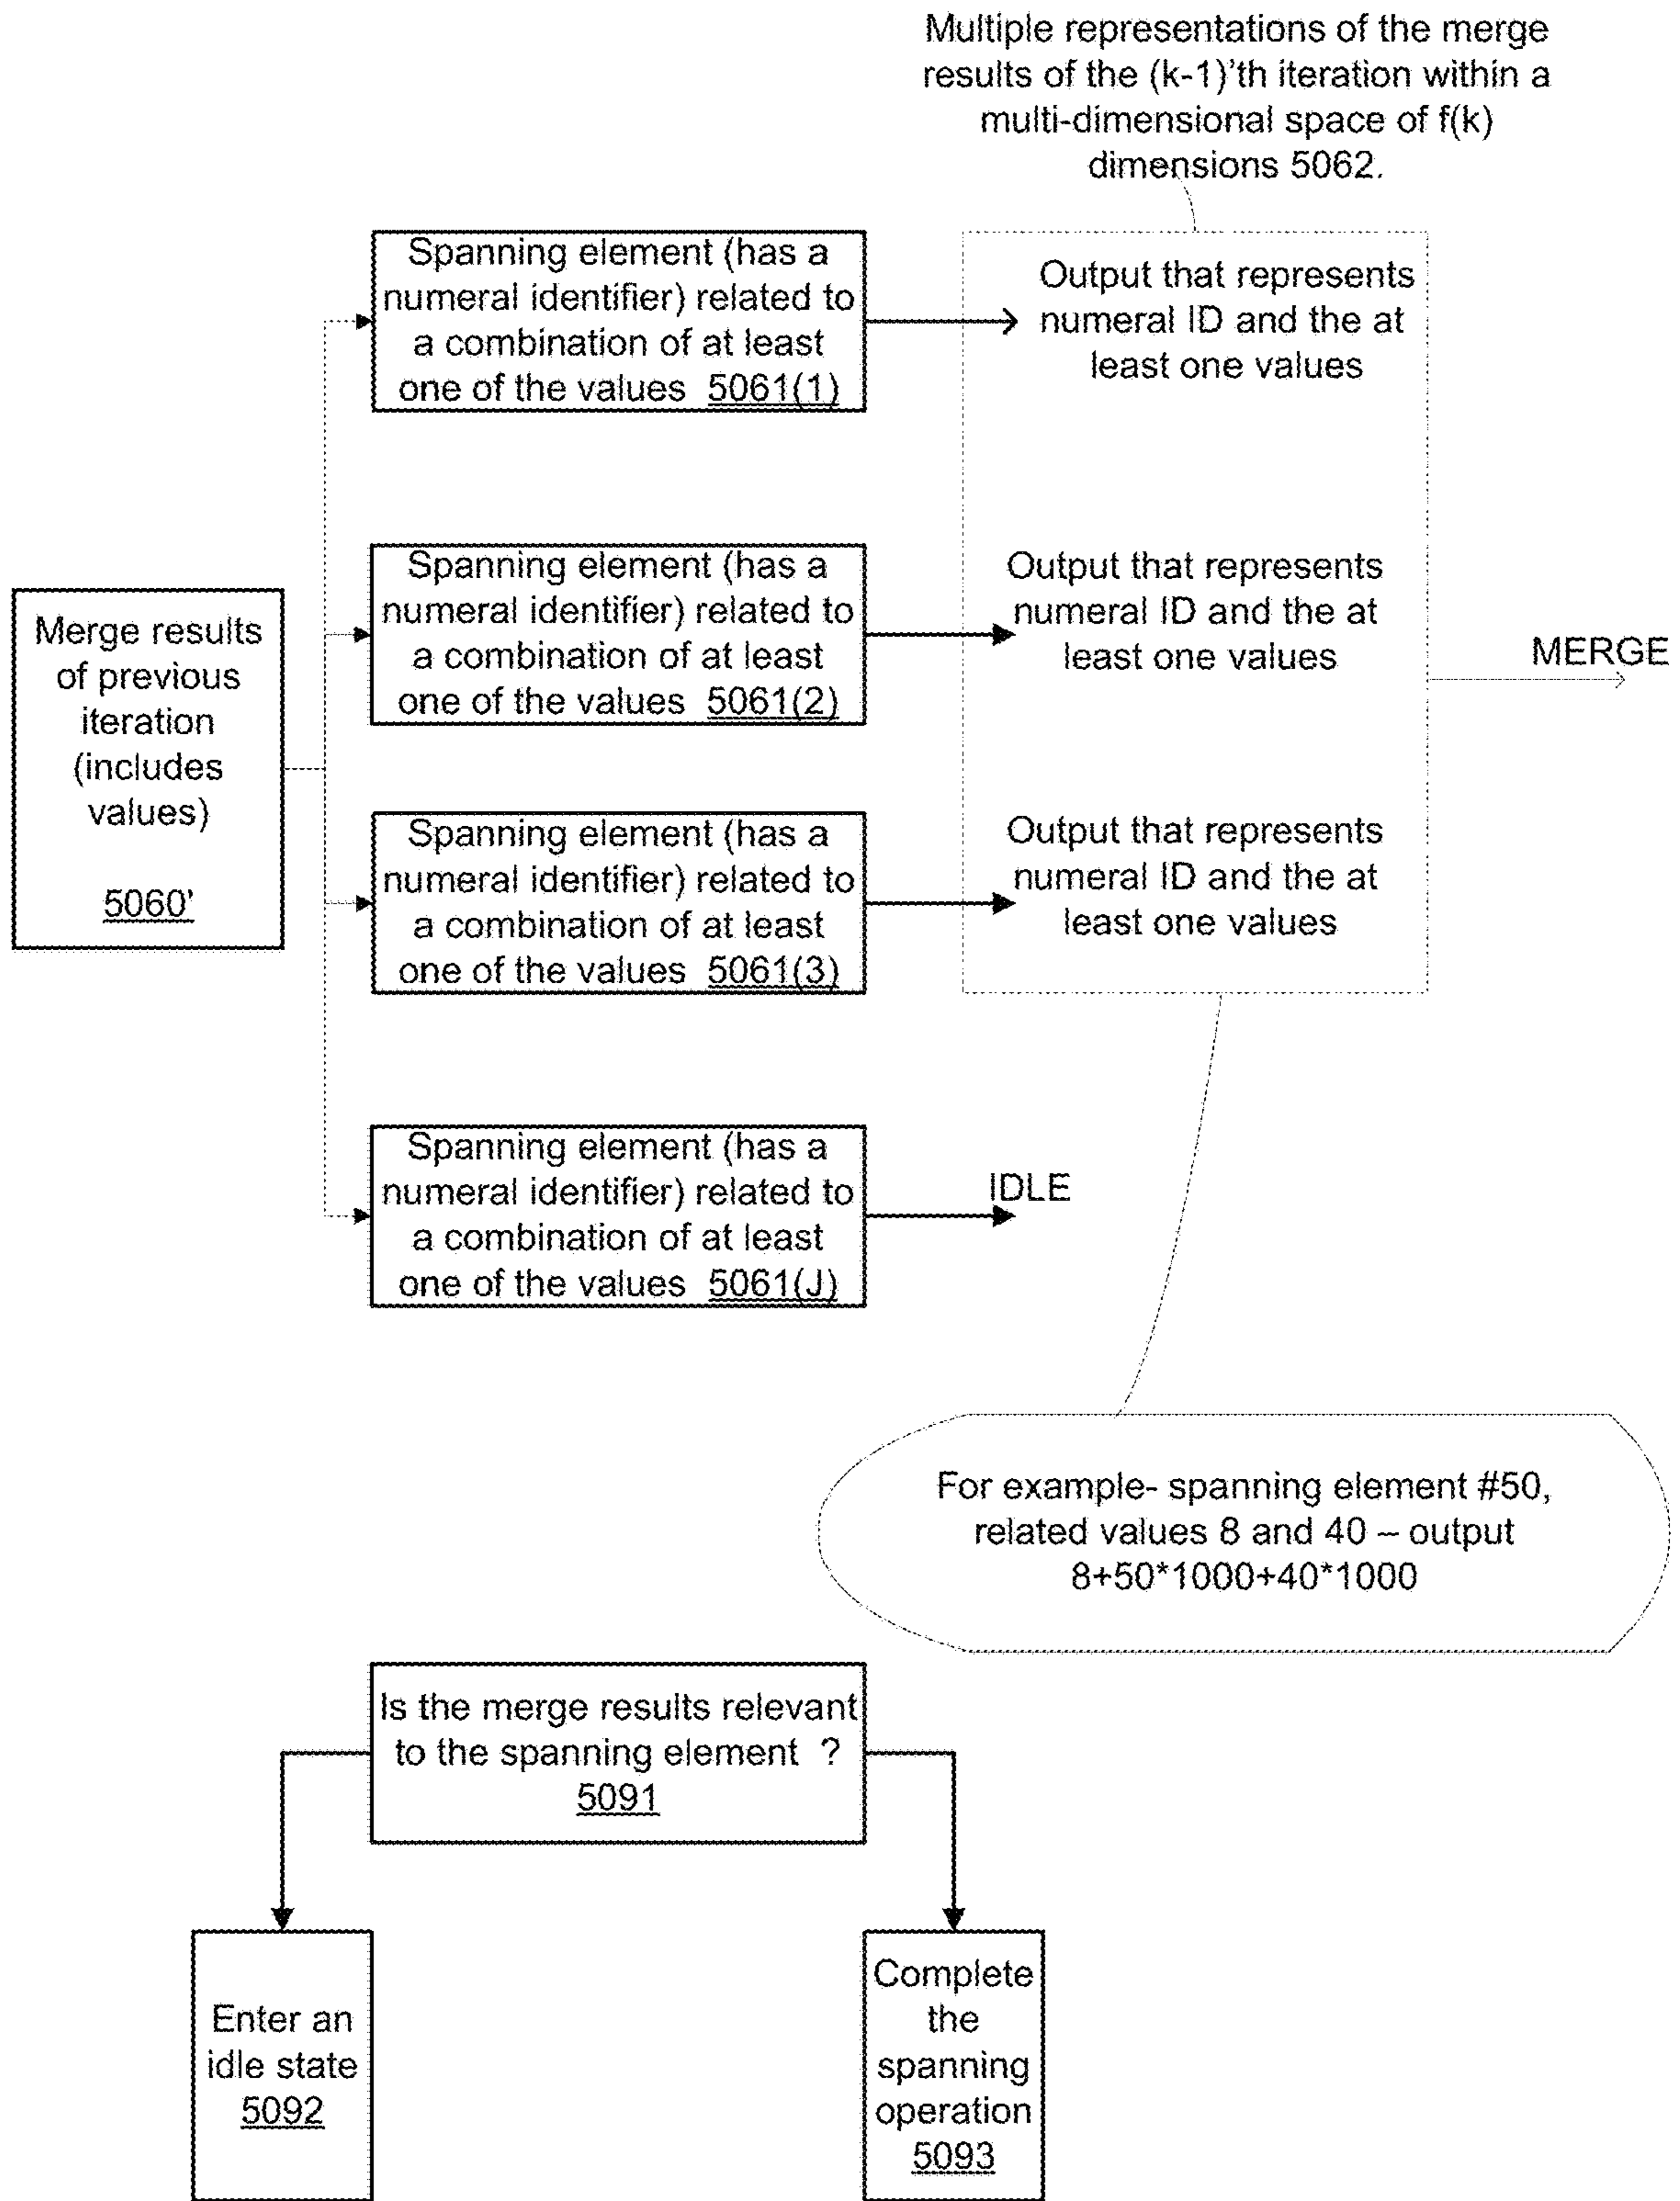 Multiple representations of the merge
results of the (k-1)'th iteration within a
multi-dimensional space of f(k)
dimensions 5062.
Spanning element (has a
numeral identifier) related to
a combination of at least
one of the values 5061(1)
Output that represents
numeral ID and the at
least one values
Merge results
of previous
iteration
(includes
values)
5060'
Spanning element (has a
numeral identifier) related to
a combination of at least
one of the values 5061(2)
Output that represents
numeral ID and the at
least one values
MERGE
Spanning element (has a
numeral identifier) related to
a combination of at least
one of the values 5061(3)
Output that represents
numeral ID and the at
least one values
Spanning element (has a
numeral identifier) related to
a combination of at least
one of the values 5061(J)
IDLE
For example- spanning element #50,
related values 8 and 40 – output
8+50*1000+40*1000
Is the merge results relevant
to the spanning element ?
5091
Enter an
idle state
5092
Complete
the
spanning
operation
5093